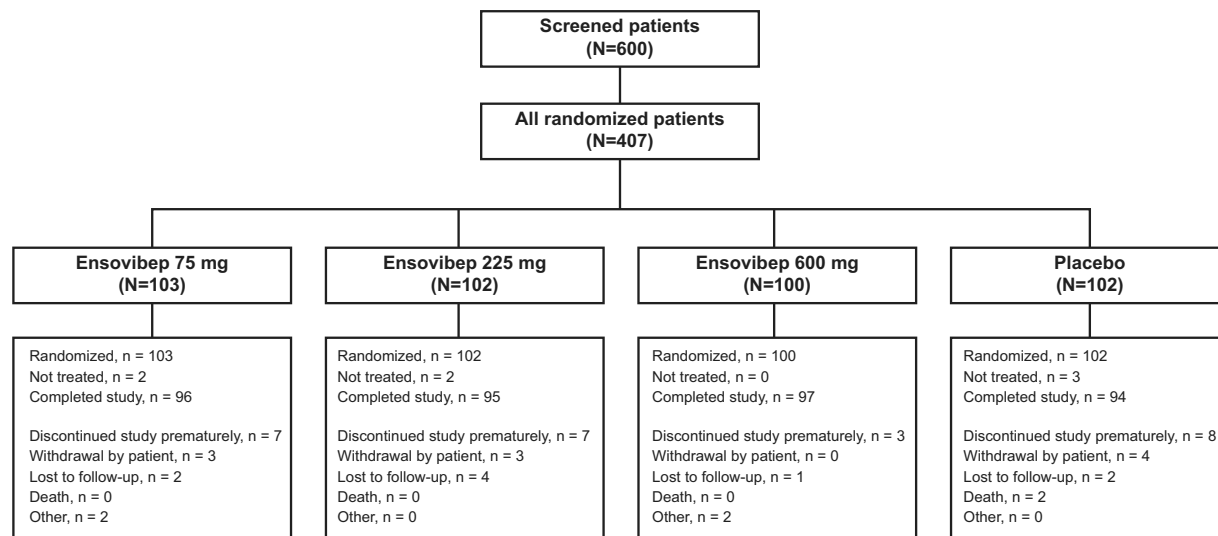 Screened patients
(N=600)
All randomized patients
(N=407)
Ensovibep 75 mg
(N=103)
Ensovibep 225 mg
(N=102)
Ensovibep 600 mg
(N=100)
Placebo
(N=102)
Randomized, n = 103
Not treated, n = 2
Completed study, n = 96
Discontinued study prematurely, n = 7
Withdrawal by patient, n = 3
Lost to follow-up, n = 2
Death, n = 0
Other, n = 2
Randomized, n = 102
Not treated, n = 2
Completed study, n = 95
Discontinued study prematurely, n = 7
Withdrawal by patient, n = 3
Lost to follow-up, n = 4
Death, n = 0
Other, n = 0
Randomized, n = 100
Not treated, n = 0
Completed study, n = 97
Discontinued study prematurely, n = 3
Withdrawal by patient, n = 0
Lost to follow-up, n = 1
Death, n = 0
Other, n = 2
Randomized, n = 102
Not treated, n = 3
Completed study, n = 94
Discontinued study prematurely, n = 8
Withdrawal by patient, n = 4
Lost to follow-up, n = 2
Death, n = 2
Other, n = 0